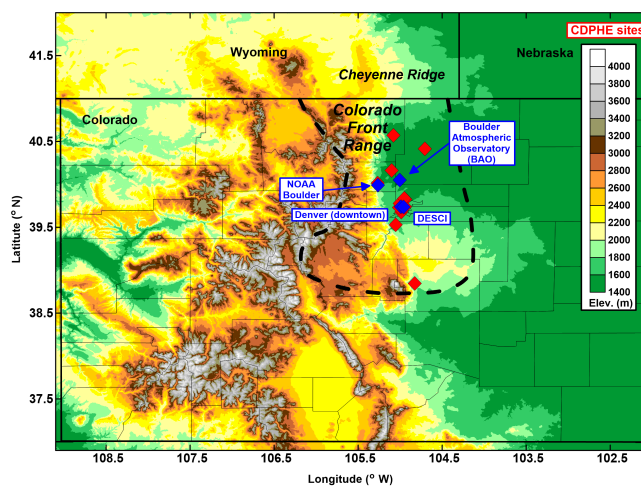 CDPHE sites
41.5
40.5
39.5
38.5
37.5
Latitude (° N)
Wyoming
Nebraska
Cheyenne Ridge
Colorado
Colorado
Front
Range
Boulder
Atmospheric
Observatory
(BAO)
NOAA
Boulder
Denver (downtown)
DESCI
4000
3800
3600
3400
3200
3000
2800
2600
2400
2200
2000
1800
1600
1400
Elev. (m)
108.5
107.5
106.5
105.5
104.5
103.5
102.5
Longitude (° W)